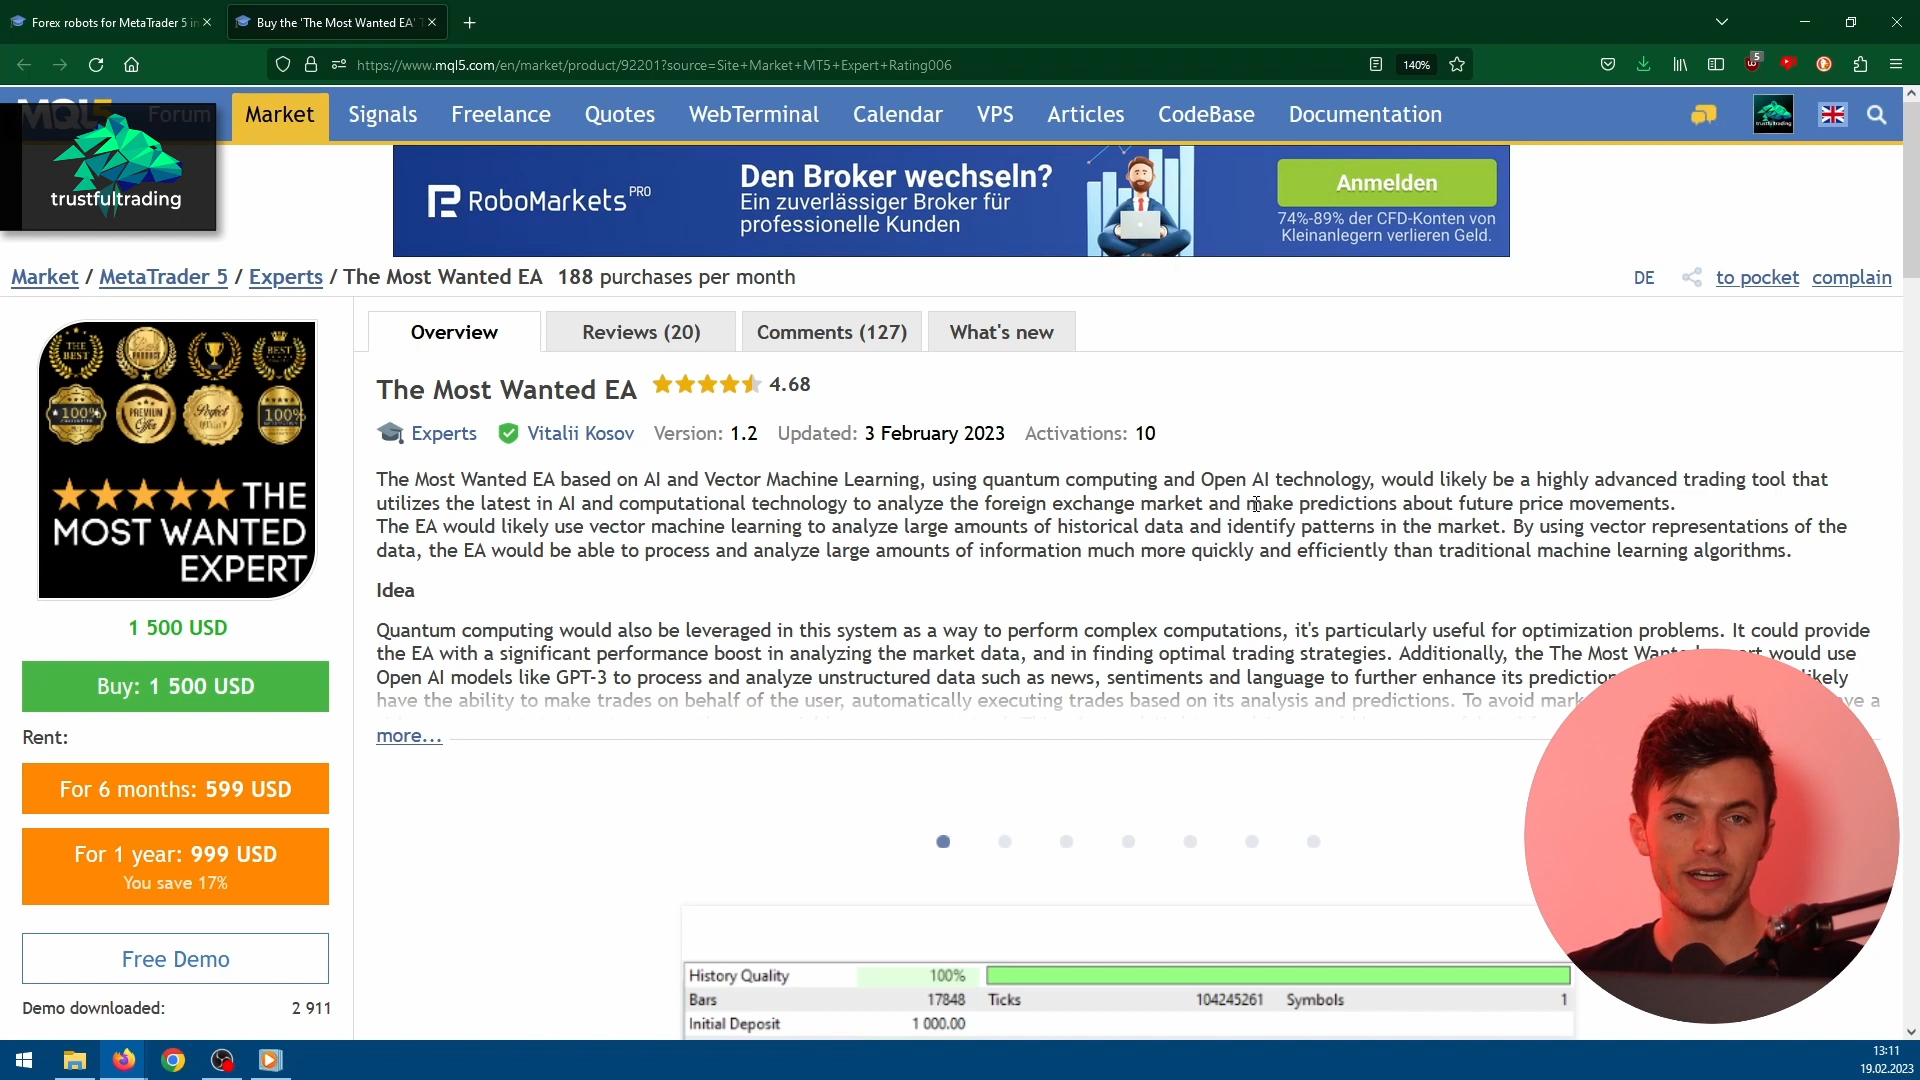 Forex robots for MetaTrader 5 in
Buy the 'The Most Wanted EA'
https://www.mql5.com/en/market/product/92201?source=Site+Market+MT5+Expert+Rating006
140%
5
MQL5
Forum
Market
Signals
Freelance
Quotes
WebTerminal
Calendar
VPS
Articles
CodeBase
Documentation
trustfultrading
RoboMarkets PRO
Den Broker wechseln?
Ein zuverlässiger Broker für
professionelle Kunden
Anmelden
74%-89% der CFD-Konten von
Kleinanlegern verlieren Geld.
Market / MetaTrader 5 / Experts / The Most Wanted EA 188 purchases per month
DE
to pocket
complain
THE BEST
BEST
100%
PREMIUM Offer
Perfect
100%
THE
MOST WANTED
EXPERT
1 500 USD
Buy: 1 500 USD
Rent:
For 6 months: 599 USD
For 1 year: 999 USD
You save 17%
Free Demo
Demo downloaded: 2 911
Overview
Reviews (20)
Comments (127)
What's new
The Most Wanted EA 4.68
Experts Vitalii Kosov Version: 1.2 Updated: 3 February 2023 Activations: 10
The Most Wanted EA based on AI and Vector Machine Learning, using quantum computing and Open AI technology, would likely be a highly advanced trading tool that
utilizes the latest in AI and computational technology to analyze the foreign exchange market and make predictions about future price movements.
The EA would likely use vector machine learning to analyze large amounts of historical data and identify patterns in the market. By using vector representations of the
data, the EA would be able to process and analyze large amounts of information much more quickly and efficiently than traditional machine learning algorithms.
Idea
Quantum computing would also be leveraged in this system as a way to perform complex computations, it's particularly useful for optimization problems. It could provide
the EA with a significant performance boost in analyzing the market data, and in finding optimal trading strategies. Additionally, the The Most Wanted would use
Open AI models like GPT-3 to process and analyze unstructured data such as news, sentiments and language to further enhance its prediction likely
have the ability to make trades on behalf of the user, automatically executing trades based on its analysis and predictions. To avoid
more...
History Quality 100%
Bars 17848 Ticks 104245261 Symbols 1
Initial Deposit 1 000.00
13:11
19.02.2023